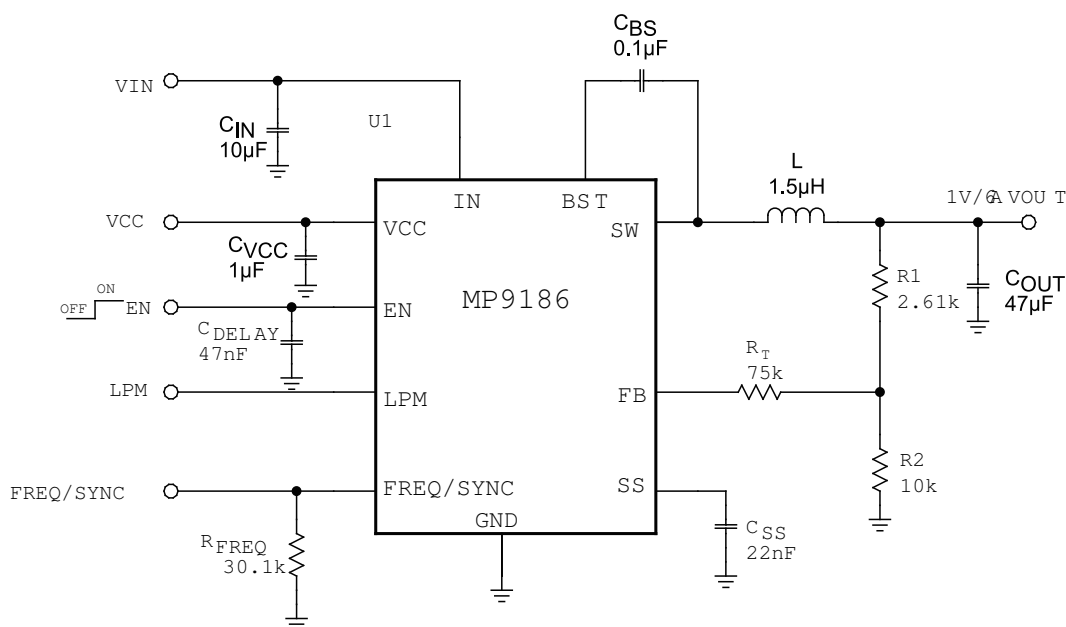 CBS
0.1µF
VIN
CIN
10µF
U1
IN
BST
L
1.5µH
1V/6A VOUT
VCC
VCC
CVCC
1µF
SW
R1
2.61k
COUT
47µF
MP9186
ON
OFF
EN
EN
CDELAY
47nF
RT
75k
LPM
LPM
FB
R2
10k
FREQ/SYNC
FREQ/SYNC
SS
GND
CSS
22nF
RFREQ
30.1k